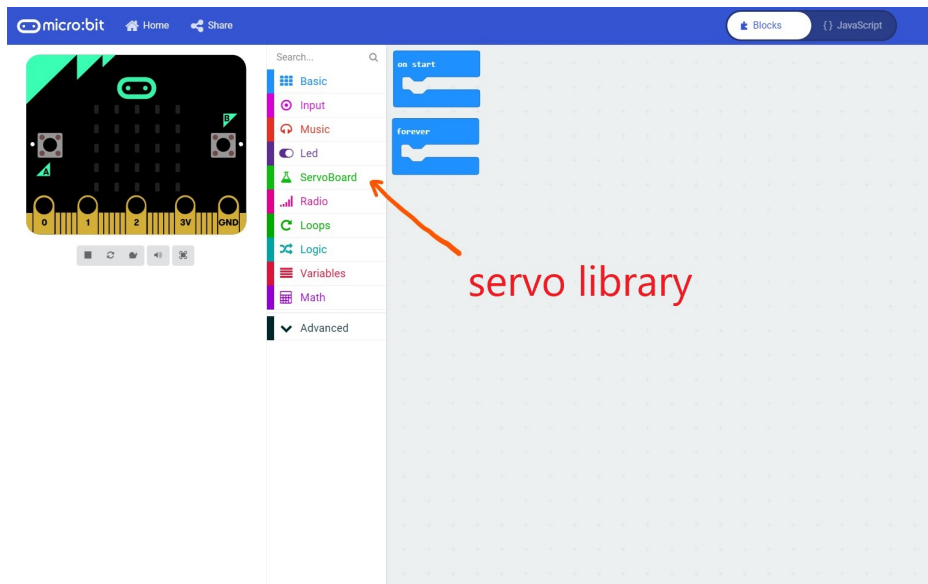 micro:bit Home Share Blocks {} JavaScript
Search...
Basic
Input
Music
Led
ServoBoard
Radio
Loops
Logic
Variables
Math
Advanced
on start
forever
B
A
0 1 2 3V GND
servo library